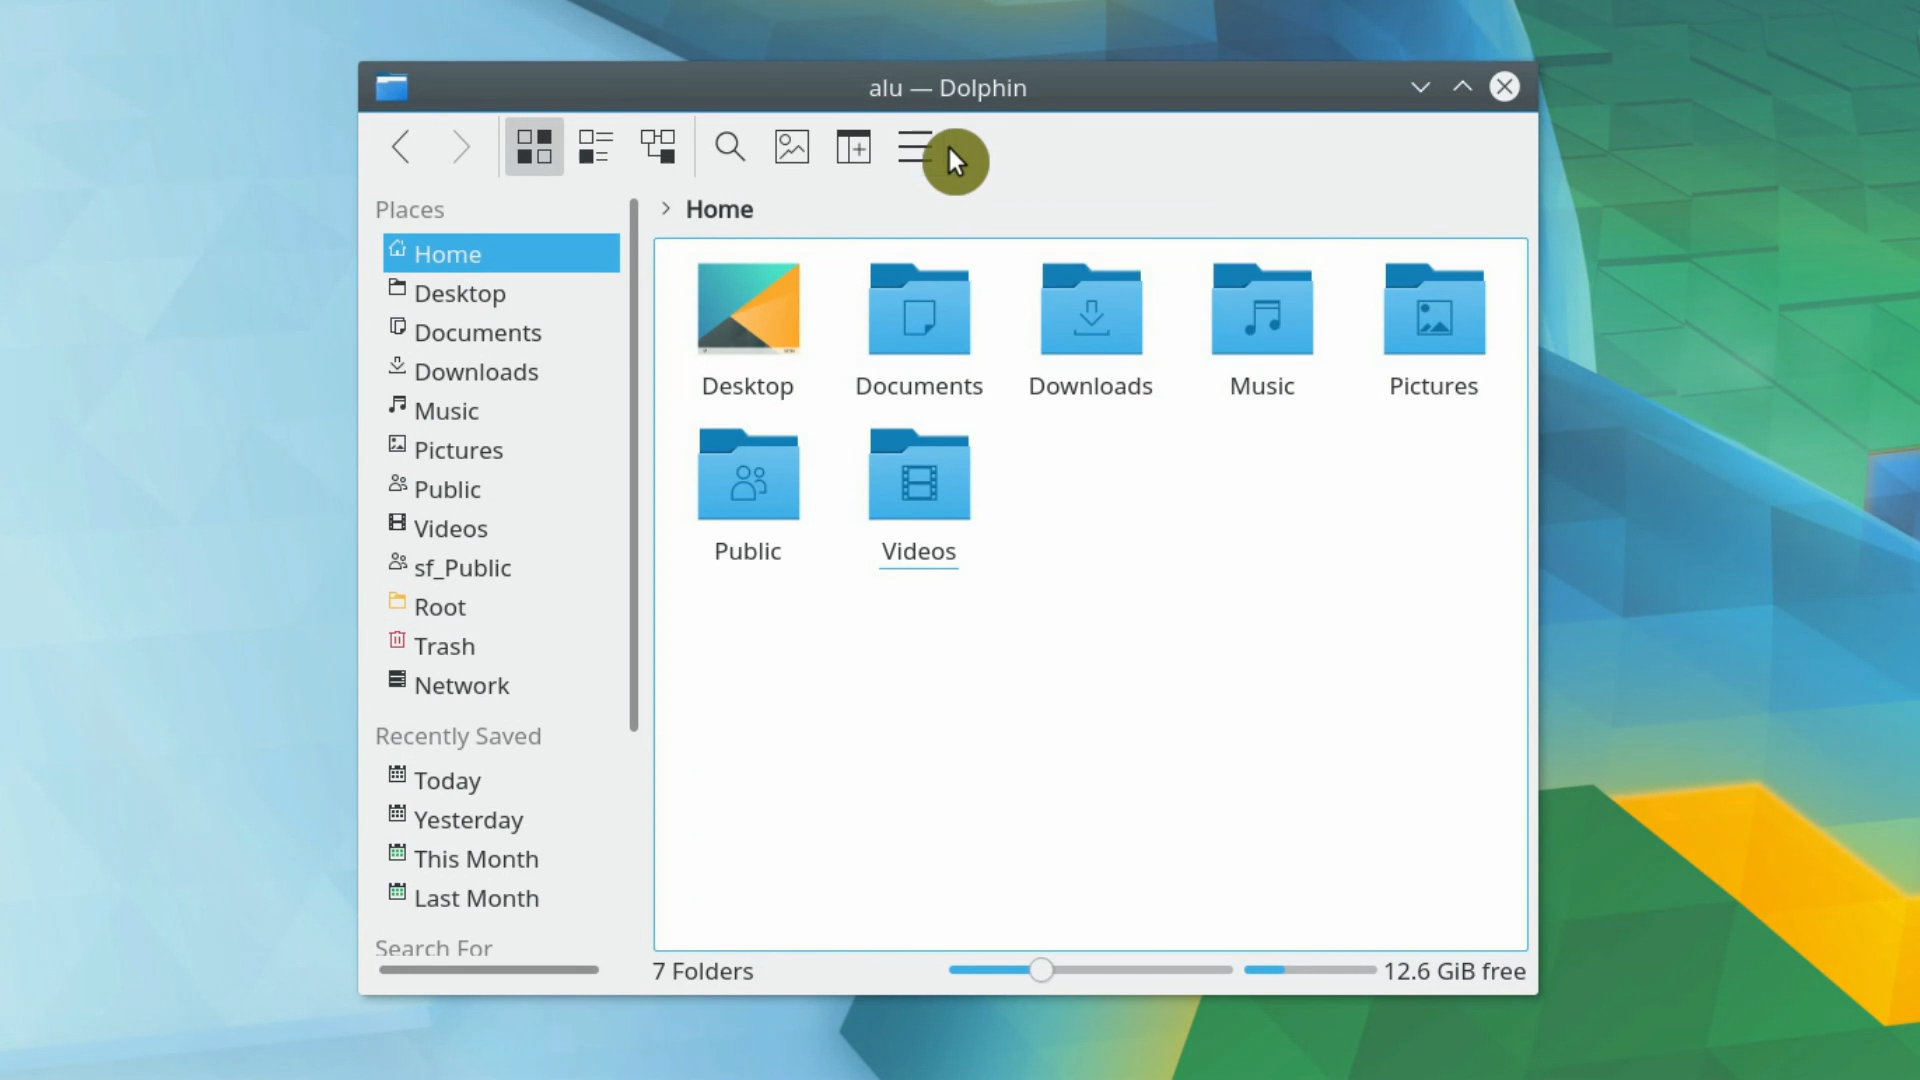 alu — Dolphin
Places
Home
Desktop
Documents
Downloads
Music
Pictures
Public
Videos
sf_Public
Root
Trash
Network
Recently Saved
Today
Yesterday
This Month
Last Month
Search For
Home
Desktop Documents Downloads Music Pictures
Public Videos
7 Folders 12.6 GiB free